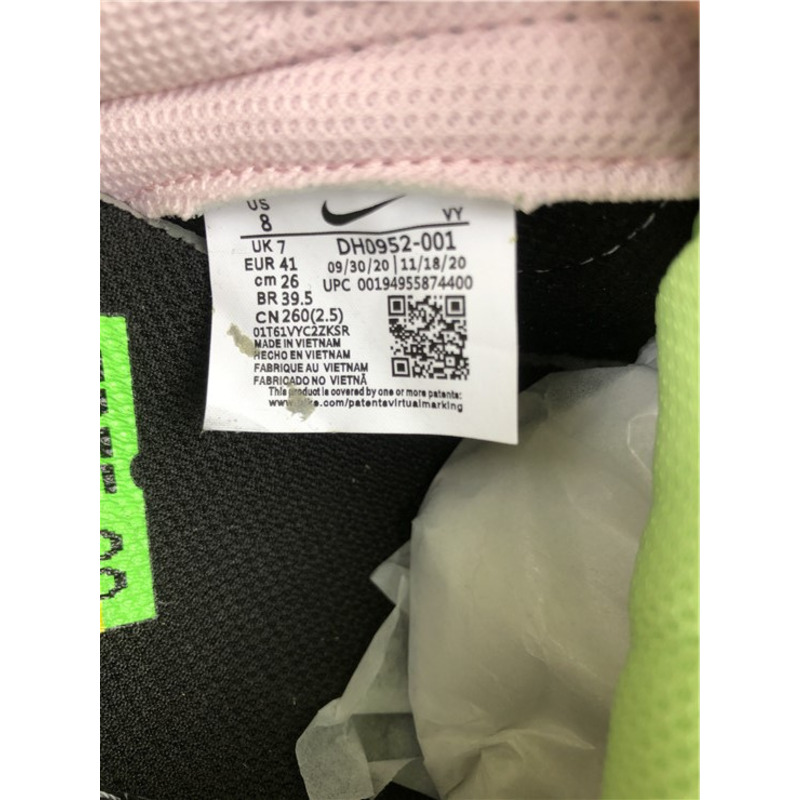 US
8
VY
UK 7
DH0952-001
EUR 41
09/30/20 | 11/18/20
cm 26
UPC 00194955874400
BR 39.5
CN 260(2.5)
01T61VYC2ZKSR
MADE IN VIETNAM
HECHO EN VIETNAM
FABRIQUE AU VIETNAM
FABRICADO NO VIETNÃ
This product is covered by one or more patents:
www.nike.com/patentsvirtualmarking